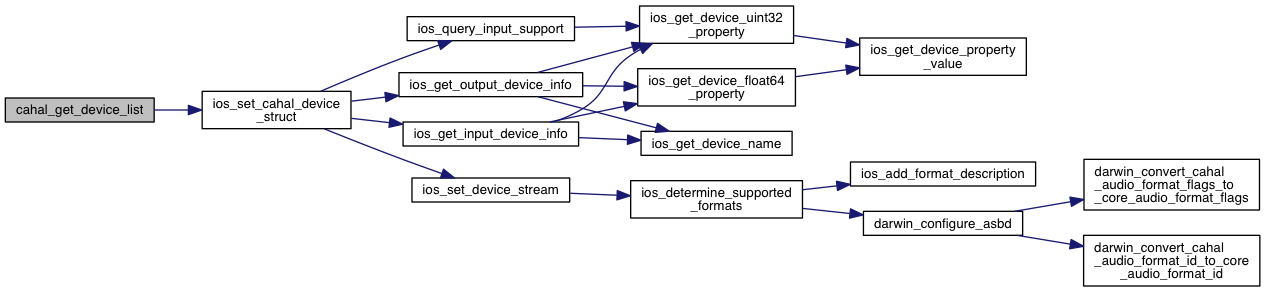 cahal_get_device_list
ios_set_cahal_device
_struct
ios_query_input_support
ios_get_output_device_info
ios_get_input_device_info
ios_set_device_stream
ios_get_device_uint32
_property
ios_get_device_float64
_property
ios_get_device_name
ios_determine_supported
_formats
ios_get_device_property
_value
ios_add_format_description
darwin_configure_asbd
darwin_convert_cahal
_audio_format_flags_to
_core_audio_format_flags
darwin_convert_cahal
_audio_format_id_to_core
_audio_format_id